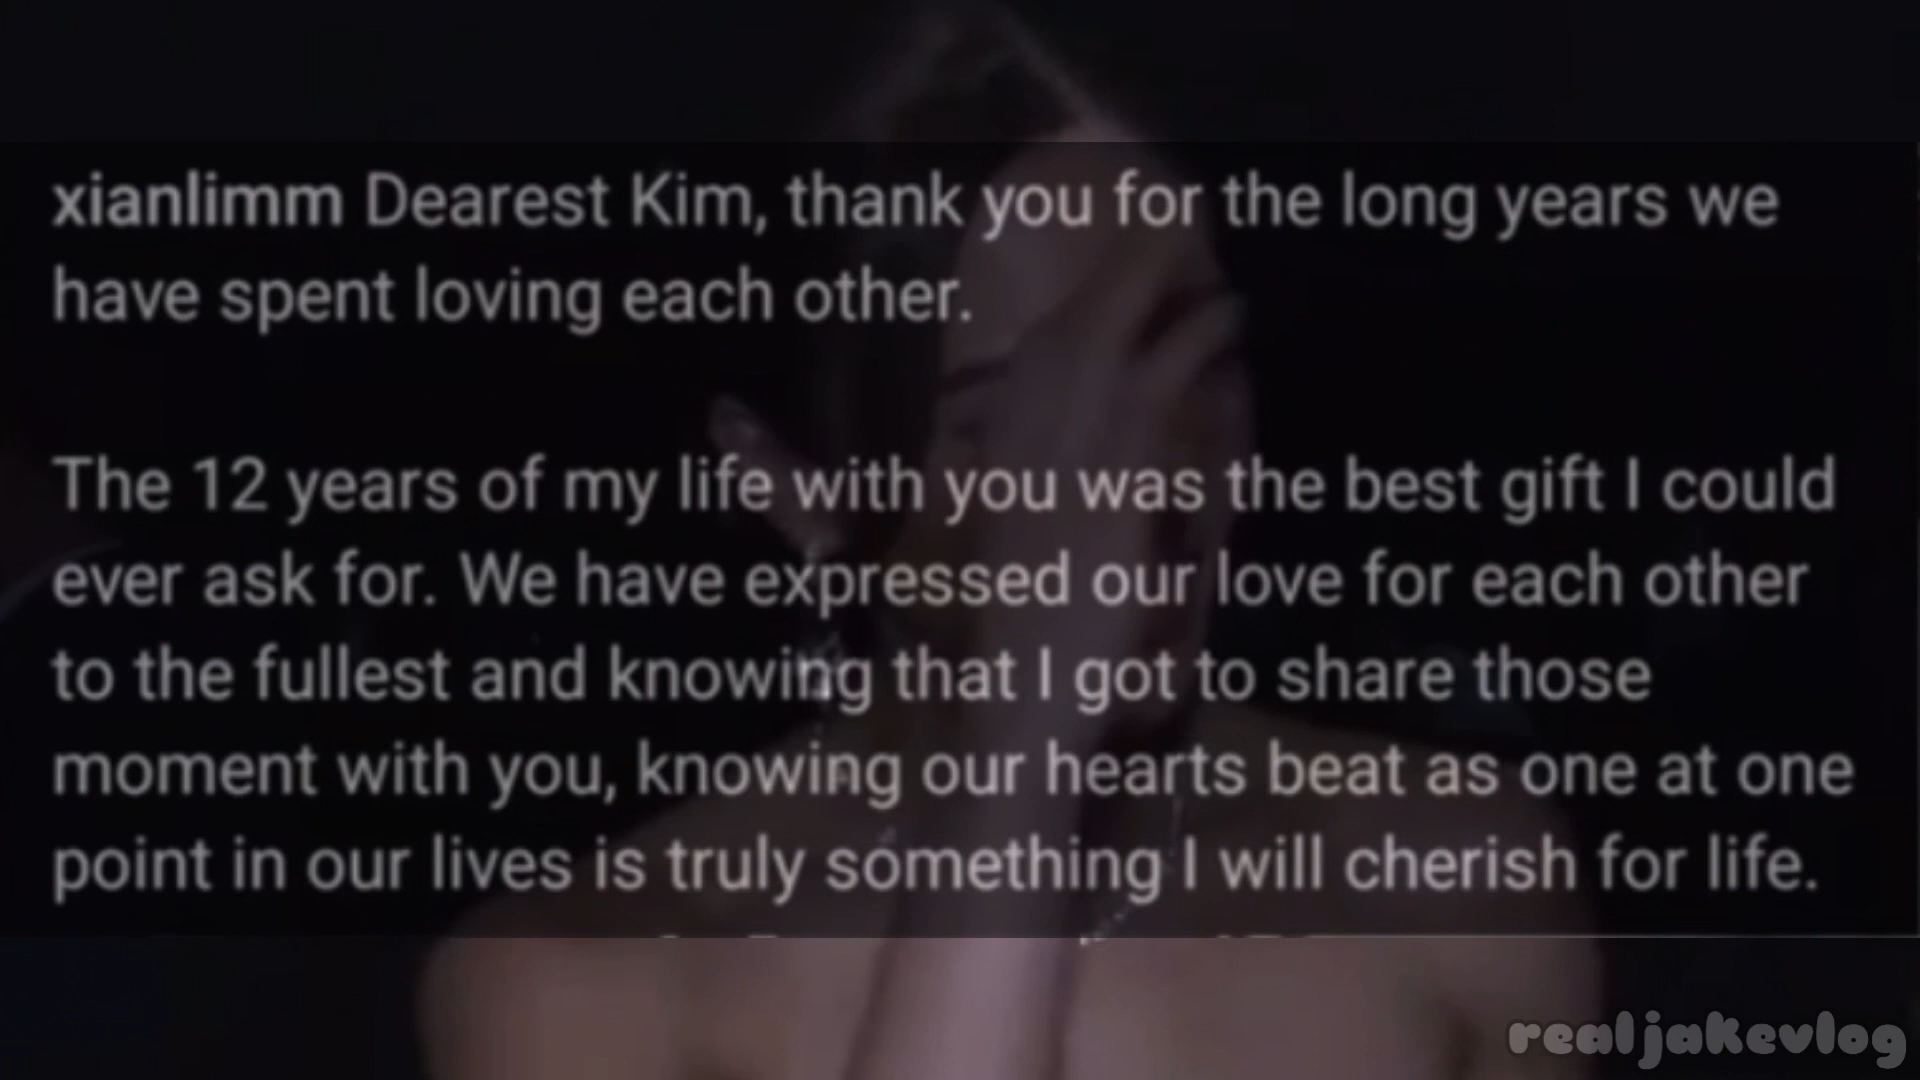 xianlimm Dearest Kim, thank you for the long years we
have spent loving each other.
The 12 years of my life with you was the best gift I could
ever ask for. We have expressed our love for each other
to the fullest and knowing that I got to share those
moment with you, knowing our hearts beat as one at one
point in our lives is truly something I will cherish for life.
realjakevlog